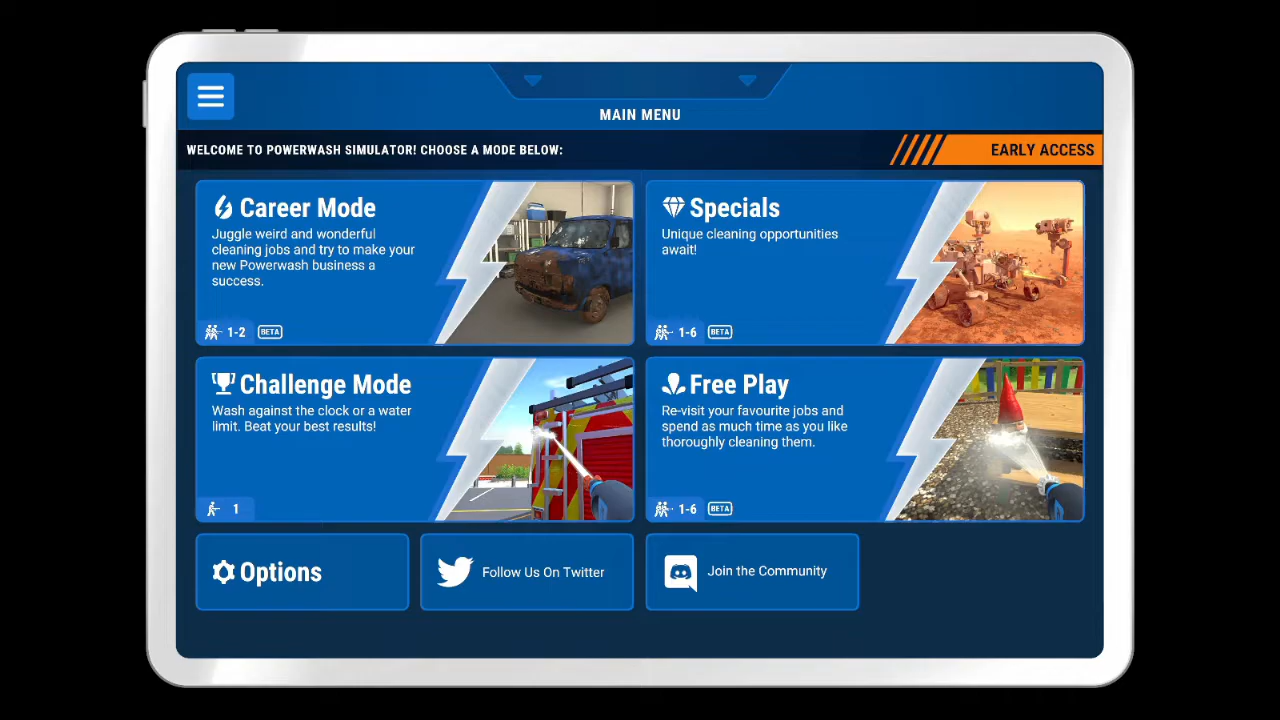 MAIN MENU
WELCOME TO POWERWASH SIMULATOR! CHOOSE A MODE BELOW:
EARLY ACCESS
Career Mode
Juggle weird and wonderful
cleaning jobs and try to make your
new Powerwash business a
success.
1-2 BETA
Specials
Unique cleaning opportunities
await!
1-6 BETA
Challenge Mode
Wash against the clock or a water
limit. Beat your best results!
1
Free Play
Re-visit your favourite jobs and
spend as much time as you like
thoroughly cleaning them.
1-6 BETA
Options
Follow Us On Twitter
Join the Community